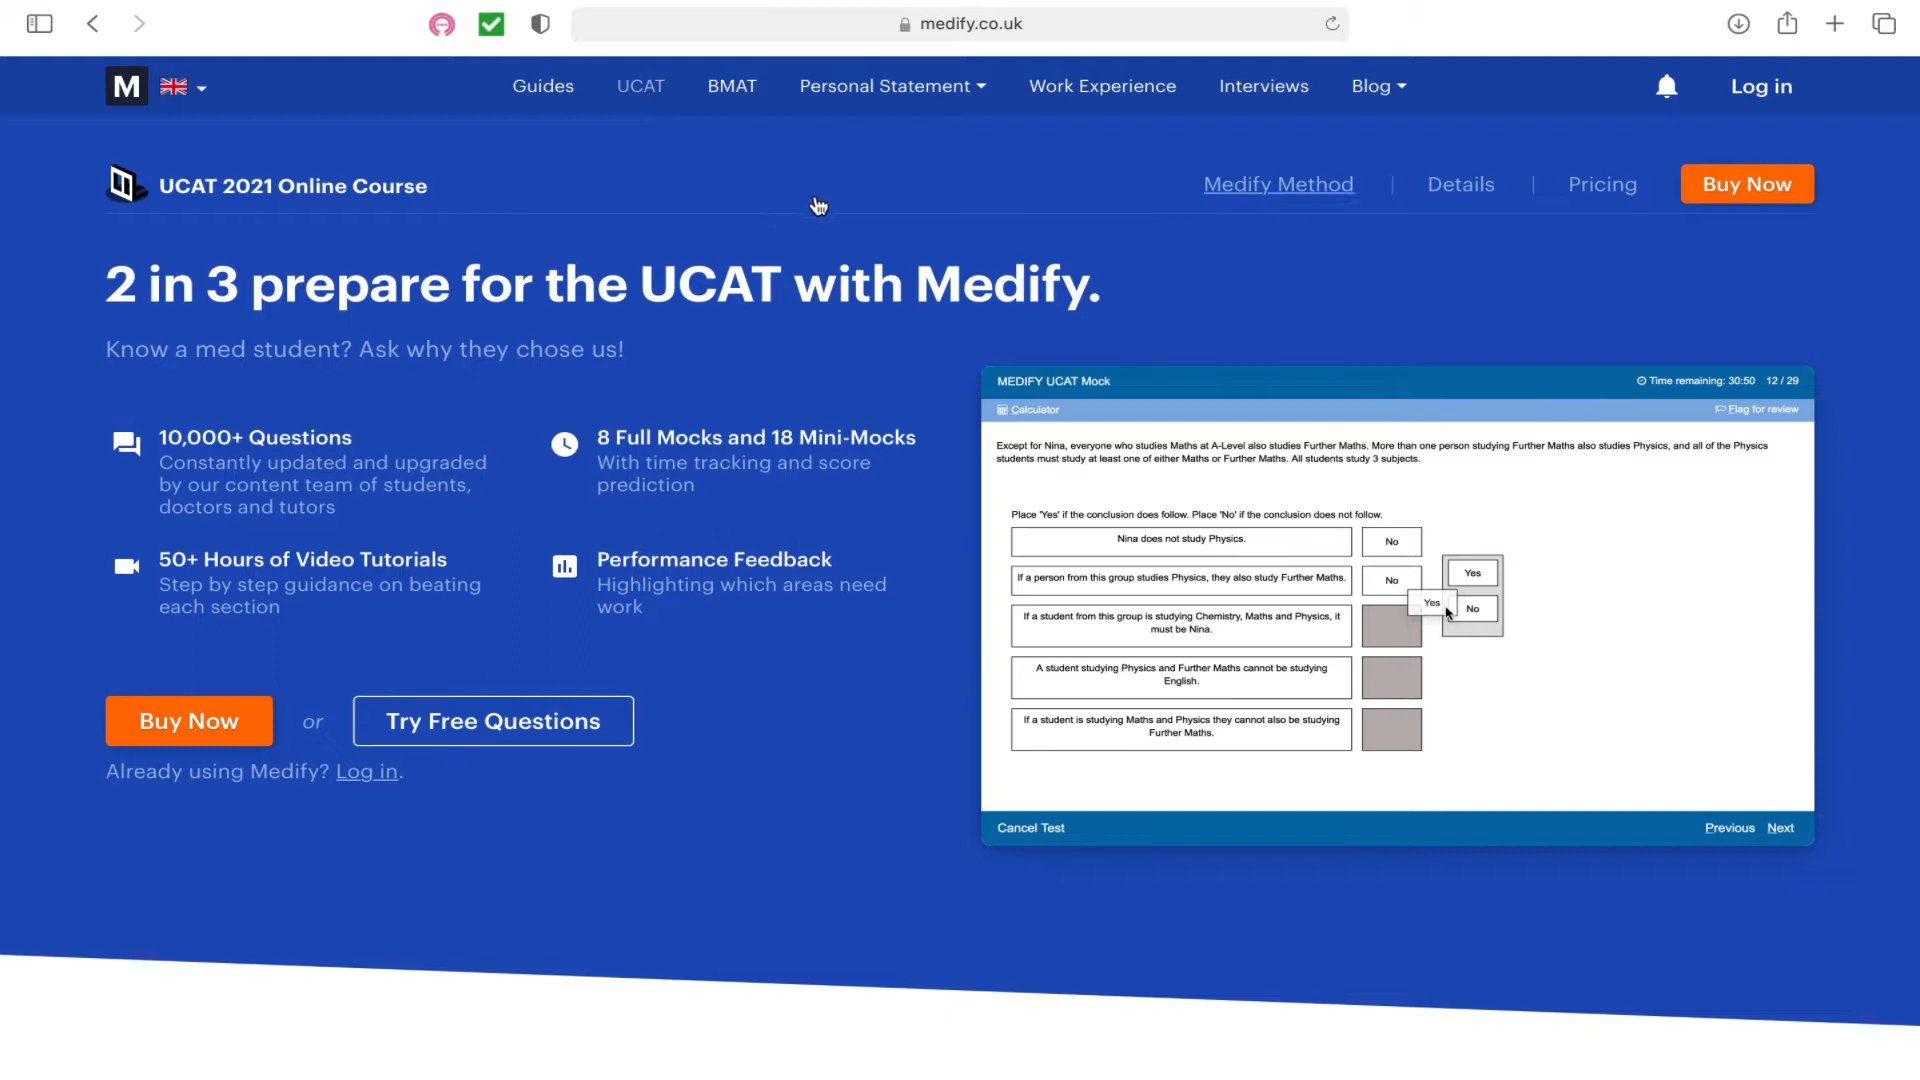 medify.co.uk
M
Guides
UCAT
BMAT
Personal Statement
Work Experience
Interviews
Blog
Log in
UCAT 2021 Online Course
Medify Method
Details
Pricing
Buy Now
2 in 3 prepare for the UCAT with Medify.
Know a med student? Ask why they chose us!
10,000+ Questions
Constantly updated and upgraded
by our content team of students,
doctors and tutors
8 Full Mocks and 18 Mini-Mocks
With time tracking and score
prediction
50+ Hours of Video Tutorials
Step by step guidance on beating
each section
Performance Feedback
Highlighting which areas need
work
Buy Now
or
Try Free Questions
Already using Medify? Log in.
MEDIFY UCAT Mock
Time remaining: 30:50 12 / 29
Calculator
Flag for review
Except for Nina, everyone who studies Maths at A-Level also studies Further Maths. More than one person studying Further Maths also studies Physics, and all of the Physics
students must study at least one of either Maths or Further Maths. All students study 3 subjects.
Place 'Yes' if the conclusion does follow. Place 'No' if the conclusion does not follow.
Nina does not study Physics.
No
If a person from this group studies Physics, they also study Further Maths.
No
Yes
Yes
No
If a student from this group is studying Chemistry, Maths and Physics, it
must be Nina.
A student studying Physics and Further Maths cannot be studying
English.
If a student is studying Maths and Physics they cannot also be studying
Further Maths.
Cancel Test
Previous
Next